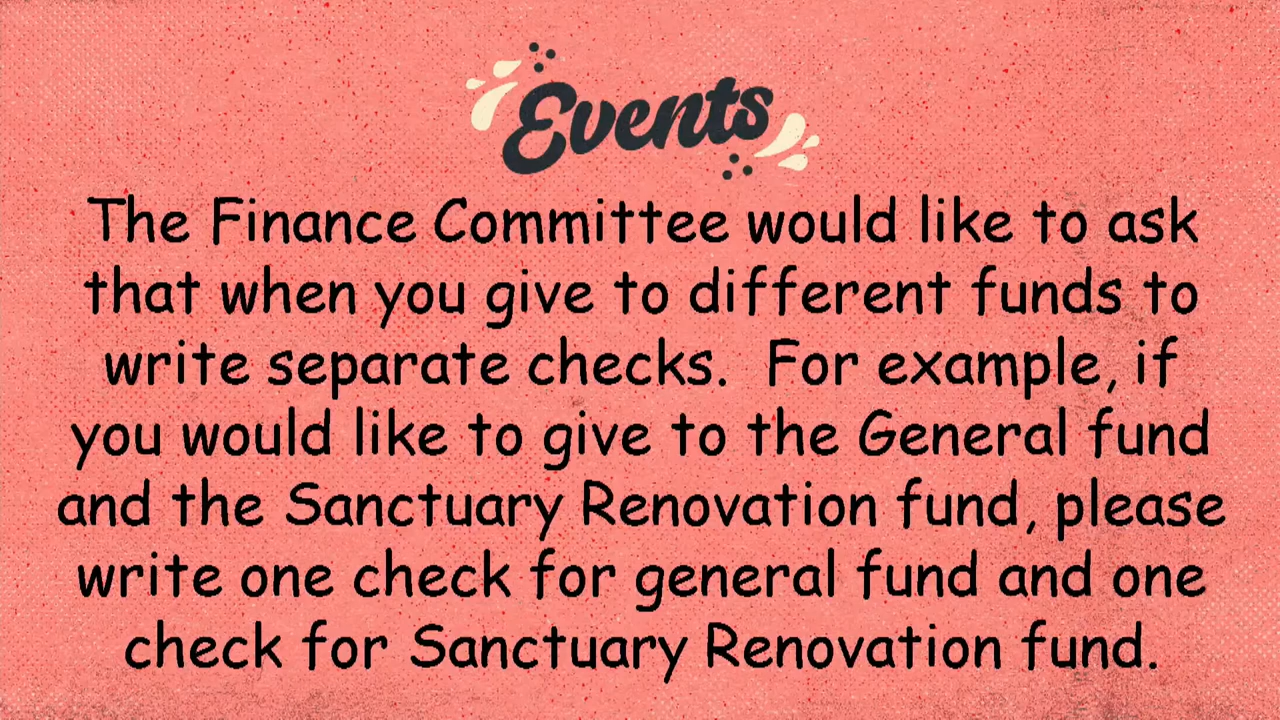 Events
The Finance Committee would like to ask
that when you give to different funds to
write separate checks.  For example, if
you would like to give to the General fund
and the Sanctuary Renovation fund, please
write one check for general fund and one
check for Sanctuary Renovation fund.